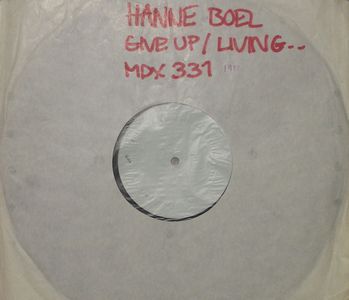 HANNE BOEL
GIVE UP / LIVING..
MDX 331